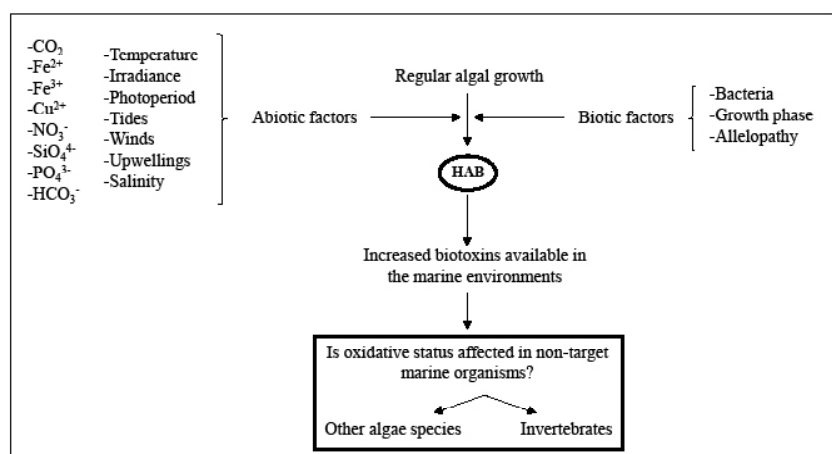 -CO₂
-Fe²⁺
-Fe³⁺
-Cu²⁺
-NO₃⁻
-SiO₄⁴⁻
-PO₄³⁻
-HCO₃⁻
-Temperature
-Irradiance
-Photoperiod
-Tides
-Winds
-Upwellings
-Salinity
Abiotic factors
Regular algal growth
Biotic factors
-Bacteria
-Growth phase
-Allelopathy
HAB
Increased biotoxins available in
the marine environments
Is oxidative status affected in non-target
marine organisms?
Other algae species
Invertebrates